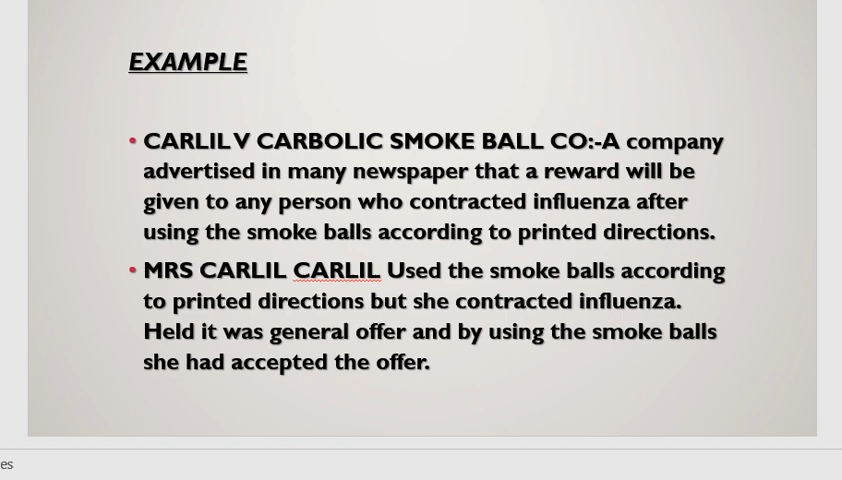 EXAMPLE
• CARLIL V CARBOLIC SMOKE BALL CO:-A company
advertised in many newspaper that a reward will be
given to any person who contracted influenza after
using the smoke balls according to printed directions.
• MRS CARLIL CARLIL Used the smoke balls according
to printed directions but she contracted influenza.
Held it was general offer and by using the smoke balls
she had accepted the offer.
es